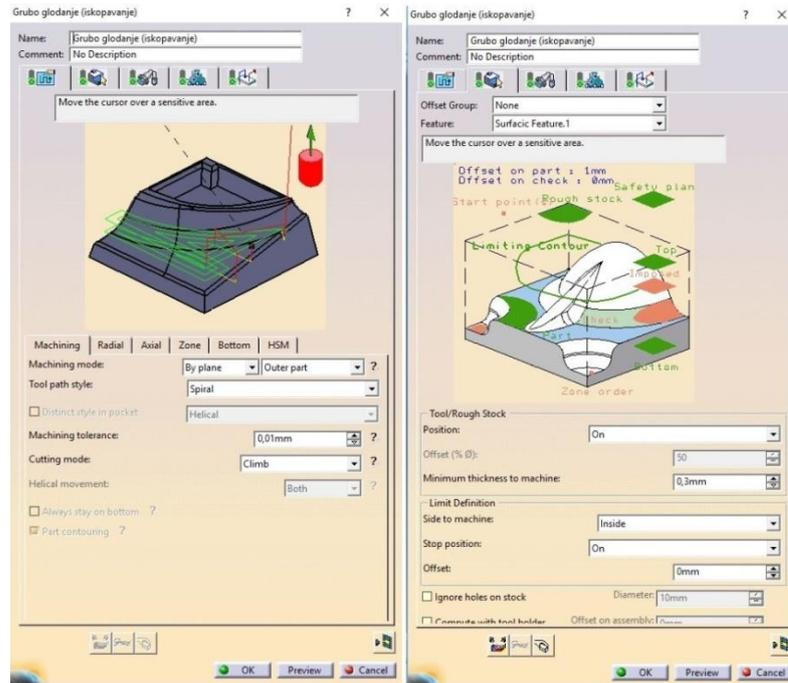 Grubo glodanje (iskopavanje)
? ×
Name: Grubo glodanje (iskopavanje)
Comment: No Description
Move the cursor over a sensitive area.
Machining Radial Axial Zone Bottom HSM
Machining mode: By plane Outer part ?
Tool path style: Spiral
Distinct style in pocket Helical
Machining tolerance: 0,01mm ?
Cutting mode: Climb ?
Helical movement: Both ?
Always stay on bottom ?
Part contouring ?
OK Preview Cancel
Grubo glodanje (iskopavanje)
? ×
Name: Grubo glodanje (iskopavanje)
Comment: No Description
Offset Group: None
Feature: Surfacic Feature.1
Move the cursor over a sensitive area.
Offset on part : 1mm
Offset on check : 0mm
Safety plan
Start point(s)
Rough stock
Limiting Contour
Top
Imposed
Check
Part
Bottom
Zone order
Tool/Rough Stock
Position: On
Offset (% Ø): 50
Minimum thickness to machine: 0,3mm
Limit Definition
Side to machine: Inside
Stop position: On
Offset: 0mm
Ignore holes on stock Diameter: 10mm
Compute with tool holder Offset on assembly: 0mm
OK Preview Cancel